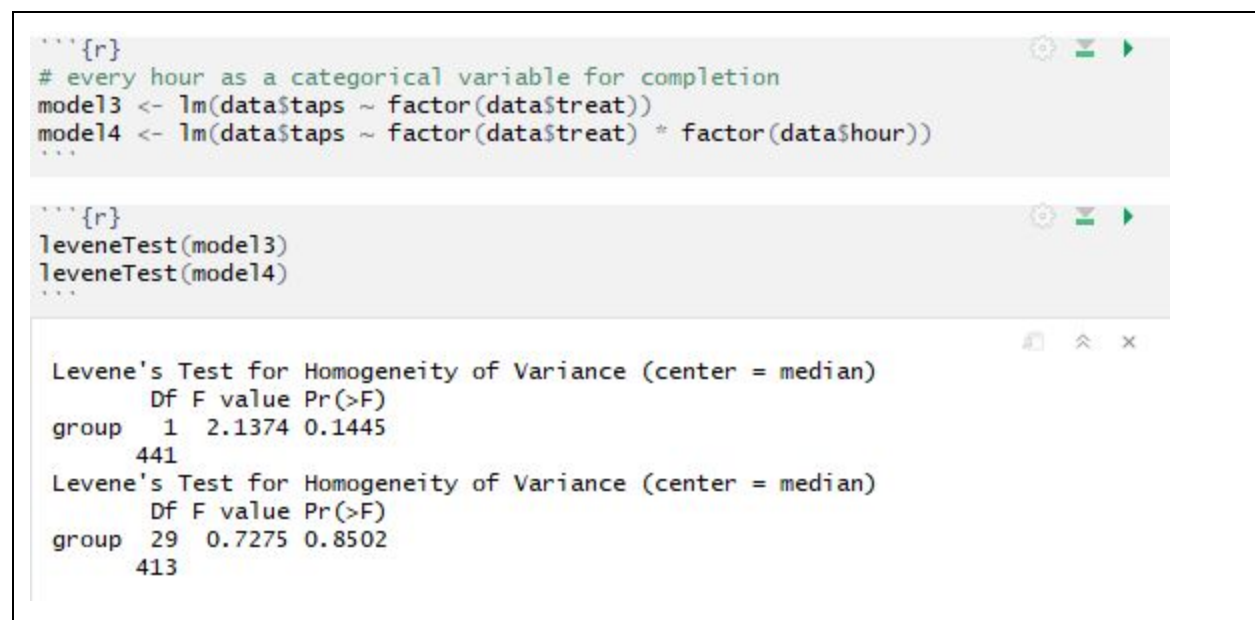 ```{r}
# every hour as a categorical variable for completion
model3 <- lm(data$taps ~ factor(data$treat))
model4 <- lm(data$taps ~ factor(data$treat) * factor(data$hour))
```
```{r}
leveneTest(model3)
leveneTest(model4)
```
Levene's Test for Homogeneity of Variance (center = median)
       Df F value Pr(>F)
group   1  2.1374 0.1445
      441
Levene's Test for Homogeneity of Variance (center = median)
       Df F value Pr(>F)
group  29  0.7275 0.8502
      413